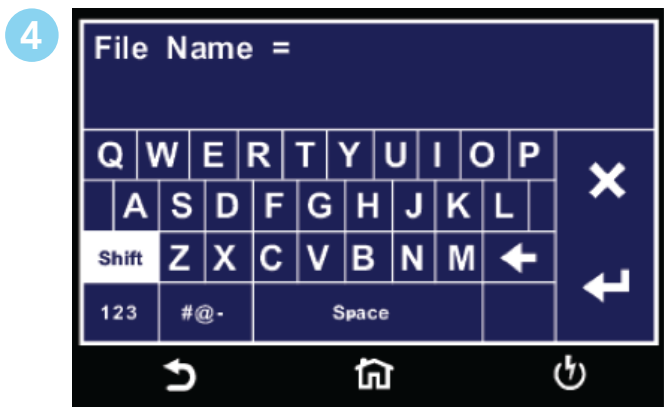 4
File Name =
Q W E R T Y U I O P
A S D F G H J K L
Shift Z X C V B N M
123 #@- Space